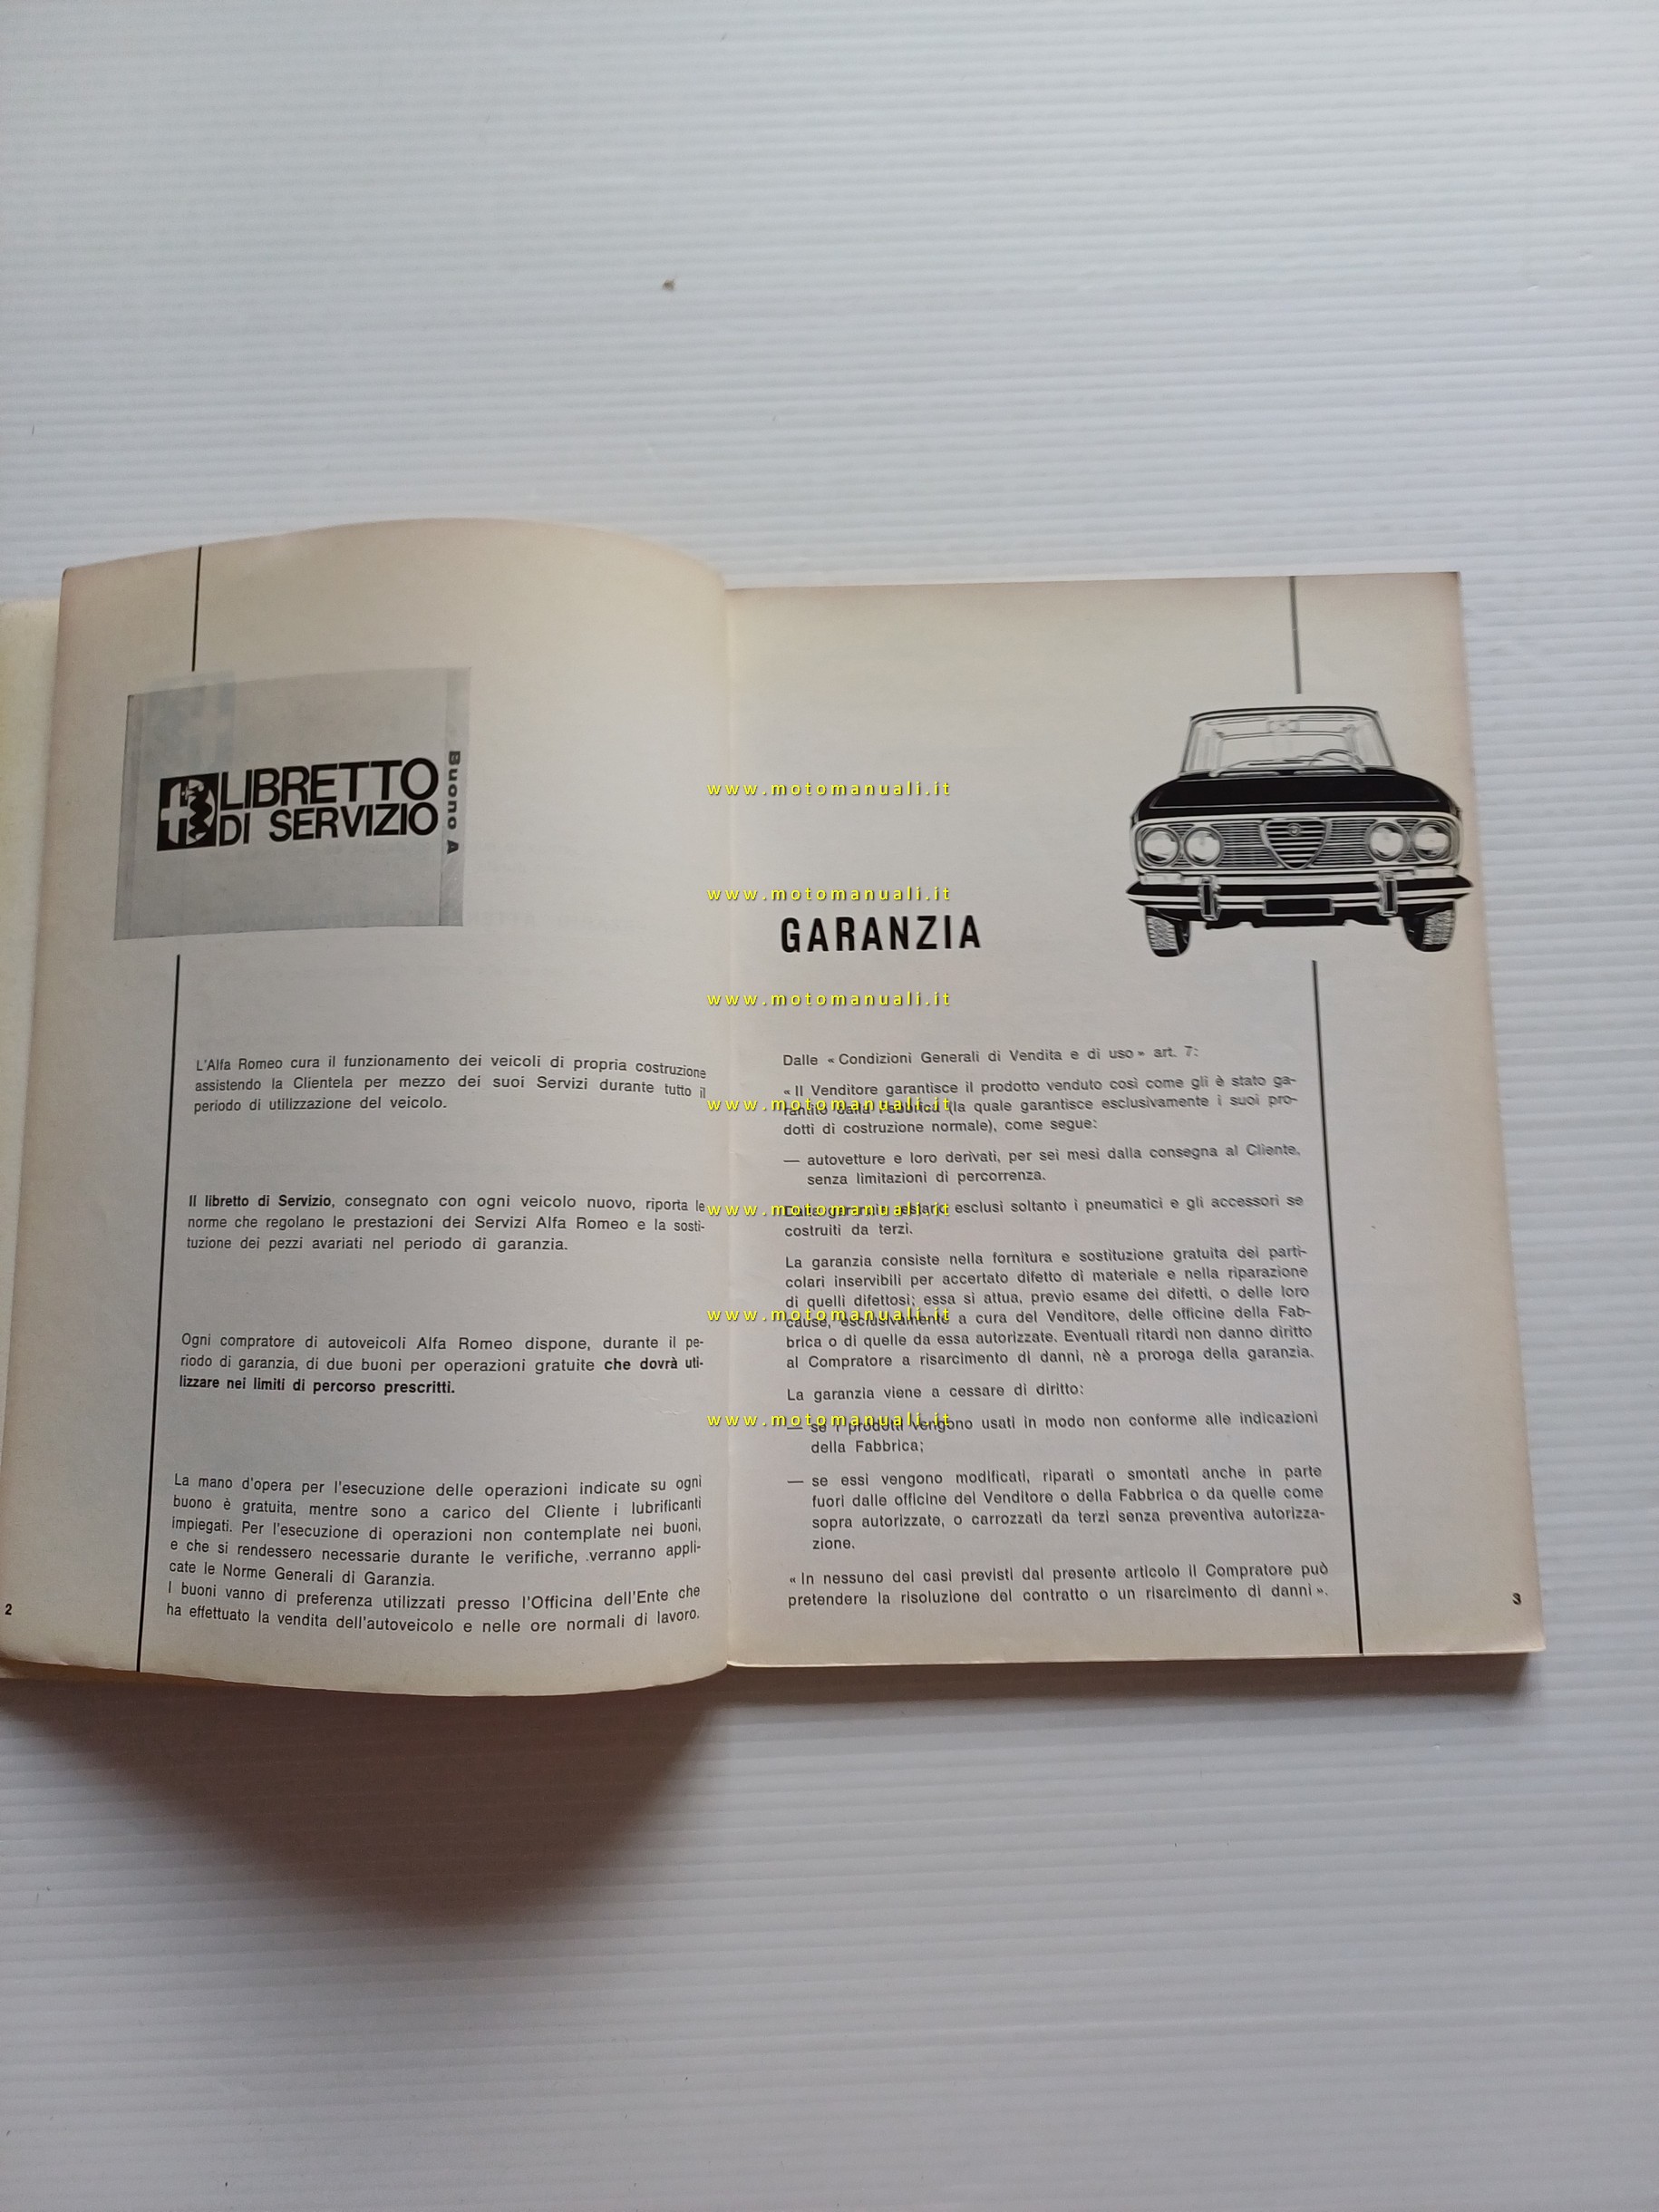 LIBRETTO
DI SERVIZIO
Buono A
L'Alfa Romeo cura il funzionamento dei veicoli di propria costruzione
assistendo la Clientela per mezzo dei suoi Servizi durante tutto il
periodo di utilizzazione del veicolo.
Il libretto di Servizio, consegnato con ogni veicolo nuovo, riporta le
norme che regolano le prestazioni dei Servizi Alfa Romeo e la sosti-
tuzione dei pezzi avariati nel periodo di garanzia.
Ogni compratore di autoveicoli Alfa Romeo dispone, durante il pe-
riodo di garanzia, di due buoni per operazioni gratuite che dovrà uti-
lizzare nei limiti di percorso prescritti.
La mano d'opera per l'esecuzione delle operazioni indicate su ogni
buono è gratuita, mentre sono a carico del Cliente i lubrificanti
impiegati. Per l'esecuzione di operazioni non contemplate nei buoni,
e che si rendessero necessarie durante le verifiche, .verranno appli-
cate le Norme Generali di Garanzia.
I buoni vanno di preferenza utilizzati presso l'Officina dell'Ente che
ha effettuato la vendita dell'autoveicolo e nelle ore normali di lavoro.
2
www.motomanuali.it
www.motomanuali.it
GARANZIA
www.motomanuali.it
Dalle « Condizioni Generali di Vendita e di uso » art. 7:
« Il Venditore garantisce il prodotto venduto così come gli è stato ga-
www.motomanuali.it
rantito dalla Fabbrica (la quale garantisce esclusivamente i suoi pro-
dotti di costruzione normale), come segue:
— autovetture e loro derivati, per sei mesi dalla consegna al Cliente,
senza limitazioni di percorrenza.
www.motomanuali.it
Dalla garanzia restano esclusi soltanto i pneumatici e gli accessori se
costruiti da terzi.
La garanzia consiste nella fornitura e sostituzione gratuita dei parti-
colari inservibili per accertato difetto di materiale e nella riparazione
di quelli difettosi; essa si attua, previo esame dei difetti, o delle loro
www.motomanuali.it
cause, esclusivamente a cura del Venditore, delle officine della Fab-
brica o di quelle da essa autorizzate. Eventuali ritardi non danno diritto
al Compratore a risarcimento di danni, nè a proroga della garanzia.
La garanzia viene a cessare di diritto:
www.motomanuali.it
— se i prodotti vengono usati in modo non conforme alle indicazioni
della Fabbrica;
— se essi vengono modificati, riparati o smontati anche in parte
fuori dalle officine del Venditore o della Fabbrica o da quelle come
sopra autorizzate, o carrozzati da terzi senza preventiva autorizza-
zione.
« In nessuno dei casi previsti dal presente articolo il Compratore può
pretendere la risoluzione del contratto o un risarcimento di danni ».
3